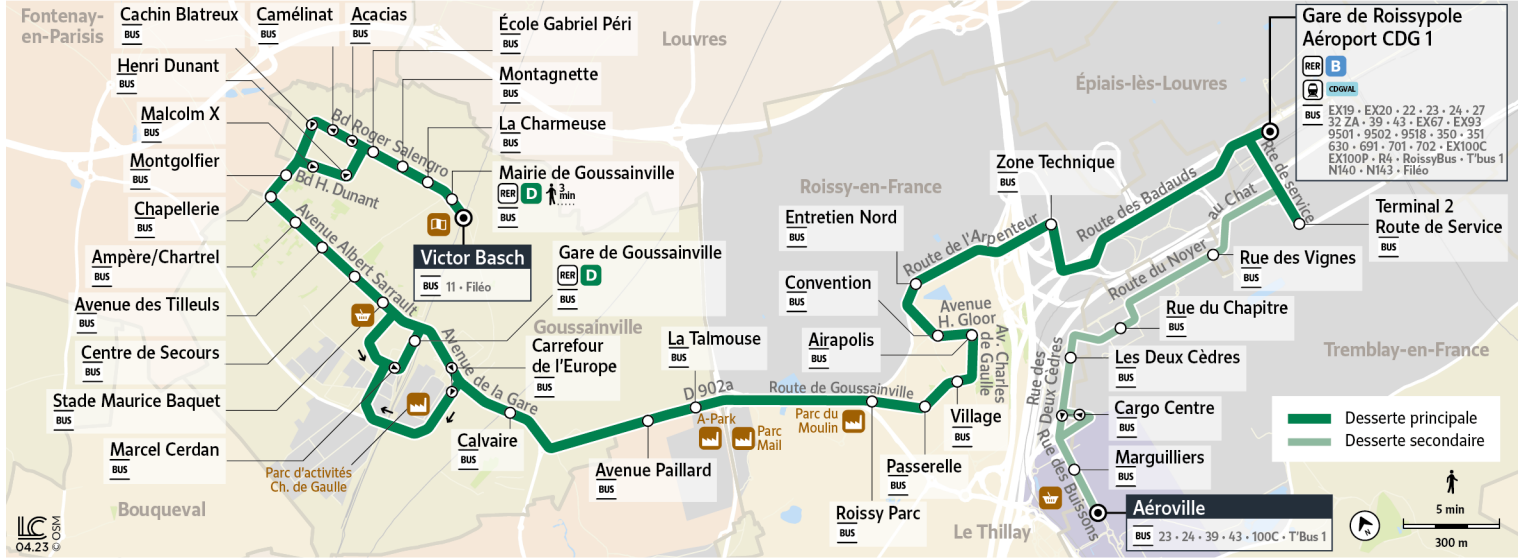 Fontenay-
en-Parisis
Cachin Blatreux
BUS
Camélinat
BUS
Acacias
BUS
École Gabriel Péri
BUS
Louvres
Henri Dunant
BUS
Montagnette
BUS
Malcolm X
BUS
La Charmeuse
BUS
Bd Roger Salengro
Montgolfier
BUS
Bd H. Dunant
Mairie de Goussainville
RER D 3 min
BUS
Chapellerie
BUS
Victor Basch
BUS 11 • Filéo
Ampère/Chartrel
BUS
Avenue Albert Sarrault
Gare de Goussainville
RER D
BUS
Avenue des Tilleuls
BUS
Goussainville
Centre de Secours
BUS
Avenue de la Gare
Carrefour
de l'Europe
BUS
Stade Maurice Baquet
BUS
Marcel Cerdan
BUS
Parc d'activités
Ch. de Gaulle
Calvaire
BUS
Bouqueval
La Talmouse
BUS
D 902a
A-Park
Parc
Mail
Avenue Paillard
BUS
Route de Goussainville
Parc du
Moulin
Roissy Parc
BUS
Passerelle
BUS
Village
BUS
Airapolis
BUS
Convention
BUS
Entretien Nord
BUS
Avenue
H. Gloor
Av. Charles
de Gaulle
Roissy-en-France
Route de l'Arpenteur
Zone Technique
BUS
Route des Badauds
Épiais-lès-Louvres
Gare de Roissypole
Aéroport CDG 1
RER B
CDGVAL
BUS EX19 • EX20 • 22 • 23 • 24 • 27
32 ZA • 39 • 43 • EX67 • EX93
9501 • 9502 • 9518 • 350 • 351
630 • 691 • 701 • 702 • EX100C
EX100P • R4 • RoissyBus • T'bus 1
N140 • N143 • Filéo
Rte de service
Terminal 2
Route de Service
BUS
Route du Noyer
au Chat
Rue des Vignes
BUS
Rue du Chapitre
BUS
Rue des
Deux Cèdres
Les Deux Cèdres
BUS
Tremblay-en-France
Cargo Centre
BUS
Rue des Buissons
Marguilliers
BUS
Le Thillay
Aéroville
BUS 23 • 24 • 39 • 43 • 100C • T'Bus 1
Desserte principale
Desserte secondaire
5 min
300 m
LC
04.23
© OSM